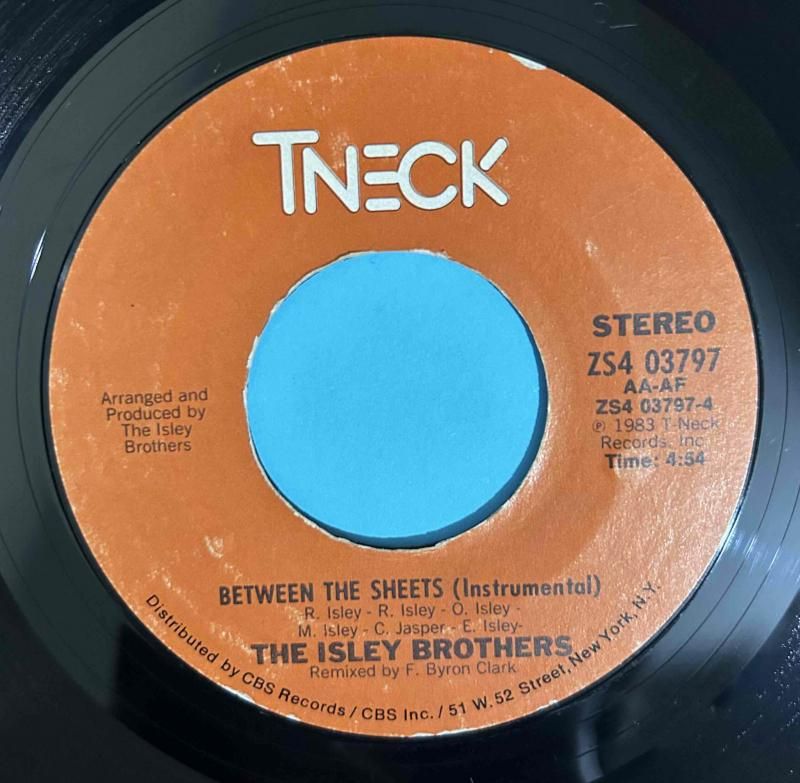 TNECK
STEREO
ZS4 03797
AA-AF
ZS4 03797-4
℗ 1983 T-Neck
Records, Inc
Time: 4:54
Arranged and
Produced by
The Isley
Brothers
BETWEEN THE SHEETS (Instrumental)
R. Isley - R. Isley - O. Isley -
M. Isley - C. Jasper - E. Isley-
THE ISLEY BROTHERS
Remixed by F. Byron Clark
Distributed by CBS Records / CBS Inc. / 51 W. 52 Street, New York, N.Y.